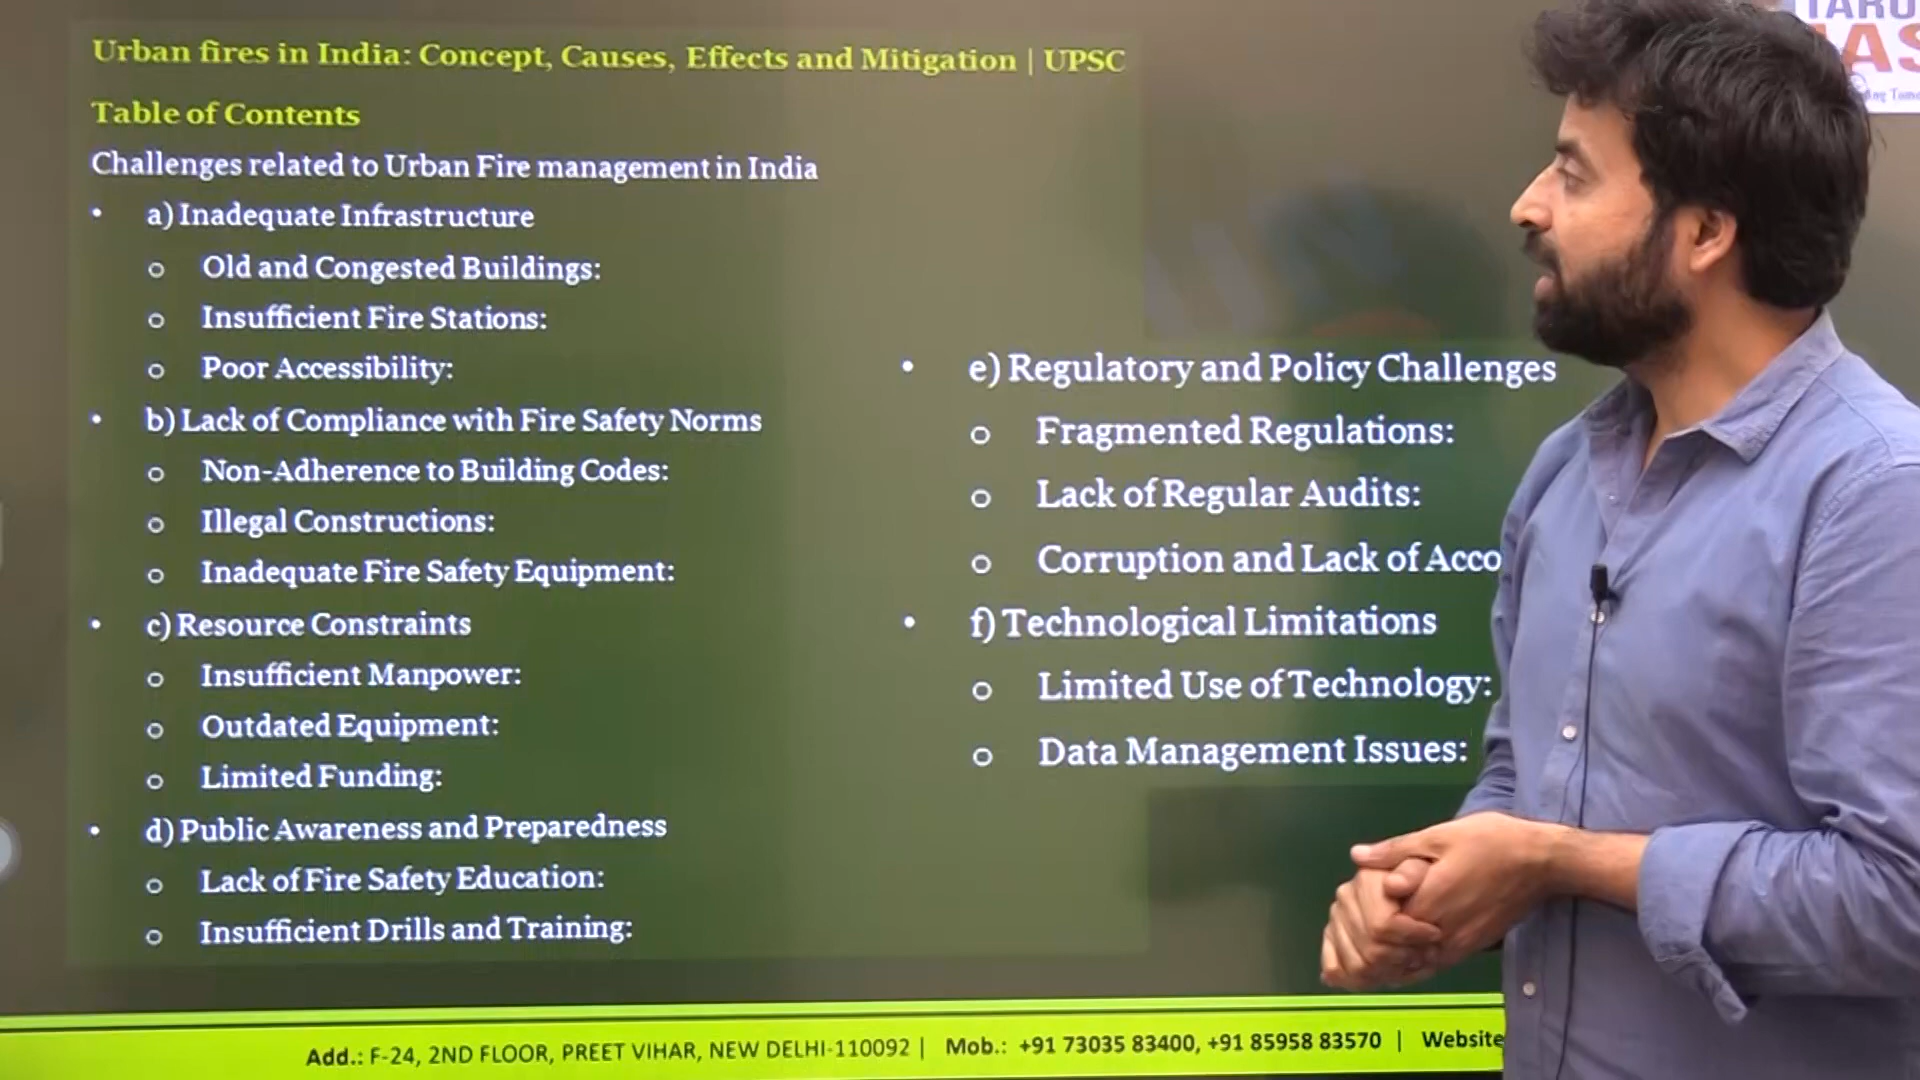 Urban fires in India: Concept, Causes, Effects and Mitigation | UPSC
Table of Contents
Challenges related to Urban Fire management in India
• a) Inadequate Infrastructure
o Old and Congested Buildings:
o Insufficient Fire Stations:
o Poor Accessibility:
• b) Lack of Compliance with Fire Safety Norms
o Non-Adherence to Building Codes:
o Illegal Constructions:
o Inadequate Fire Safety Equipment:
• c) Resource Constraints
o Insufficient Manpower:
o Outdated Equipment:
o Limited Funding:
• d) Public Awareness and Preparedness
o Lack of Fire Safety Education:
o Insufficient Drills and Training:
• e) Regulatory and Policy Challenges
o Fragmented Regulations:
o Lack of Regular Audits:
o Corruption and Lack of Acco
• f) Technological Limitations
o Limited Use of Technology:
o Data Management Issues:
TARU
IAS
Add.: F-24, 2ND FLOOR, PREET VIHAR, NEW DELHI-110092 | Mob.: +91 73035 83400, +91 85958 83570 | Website